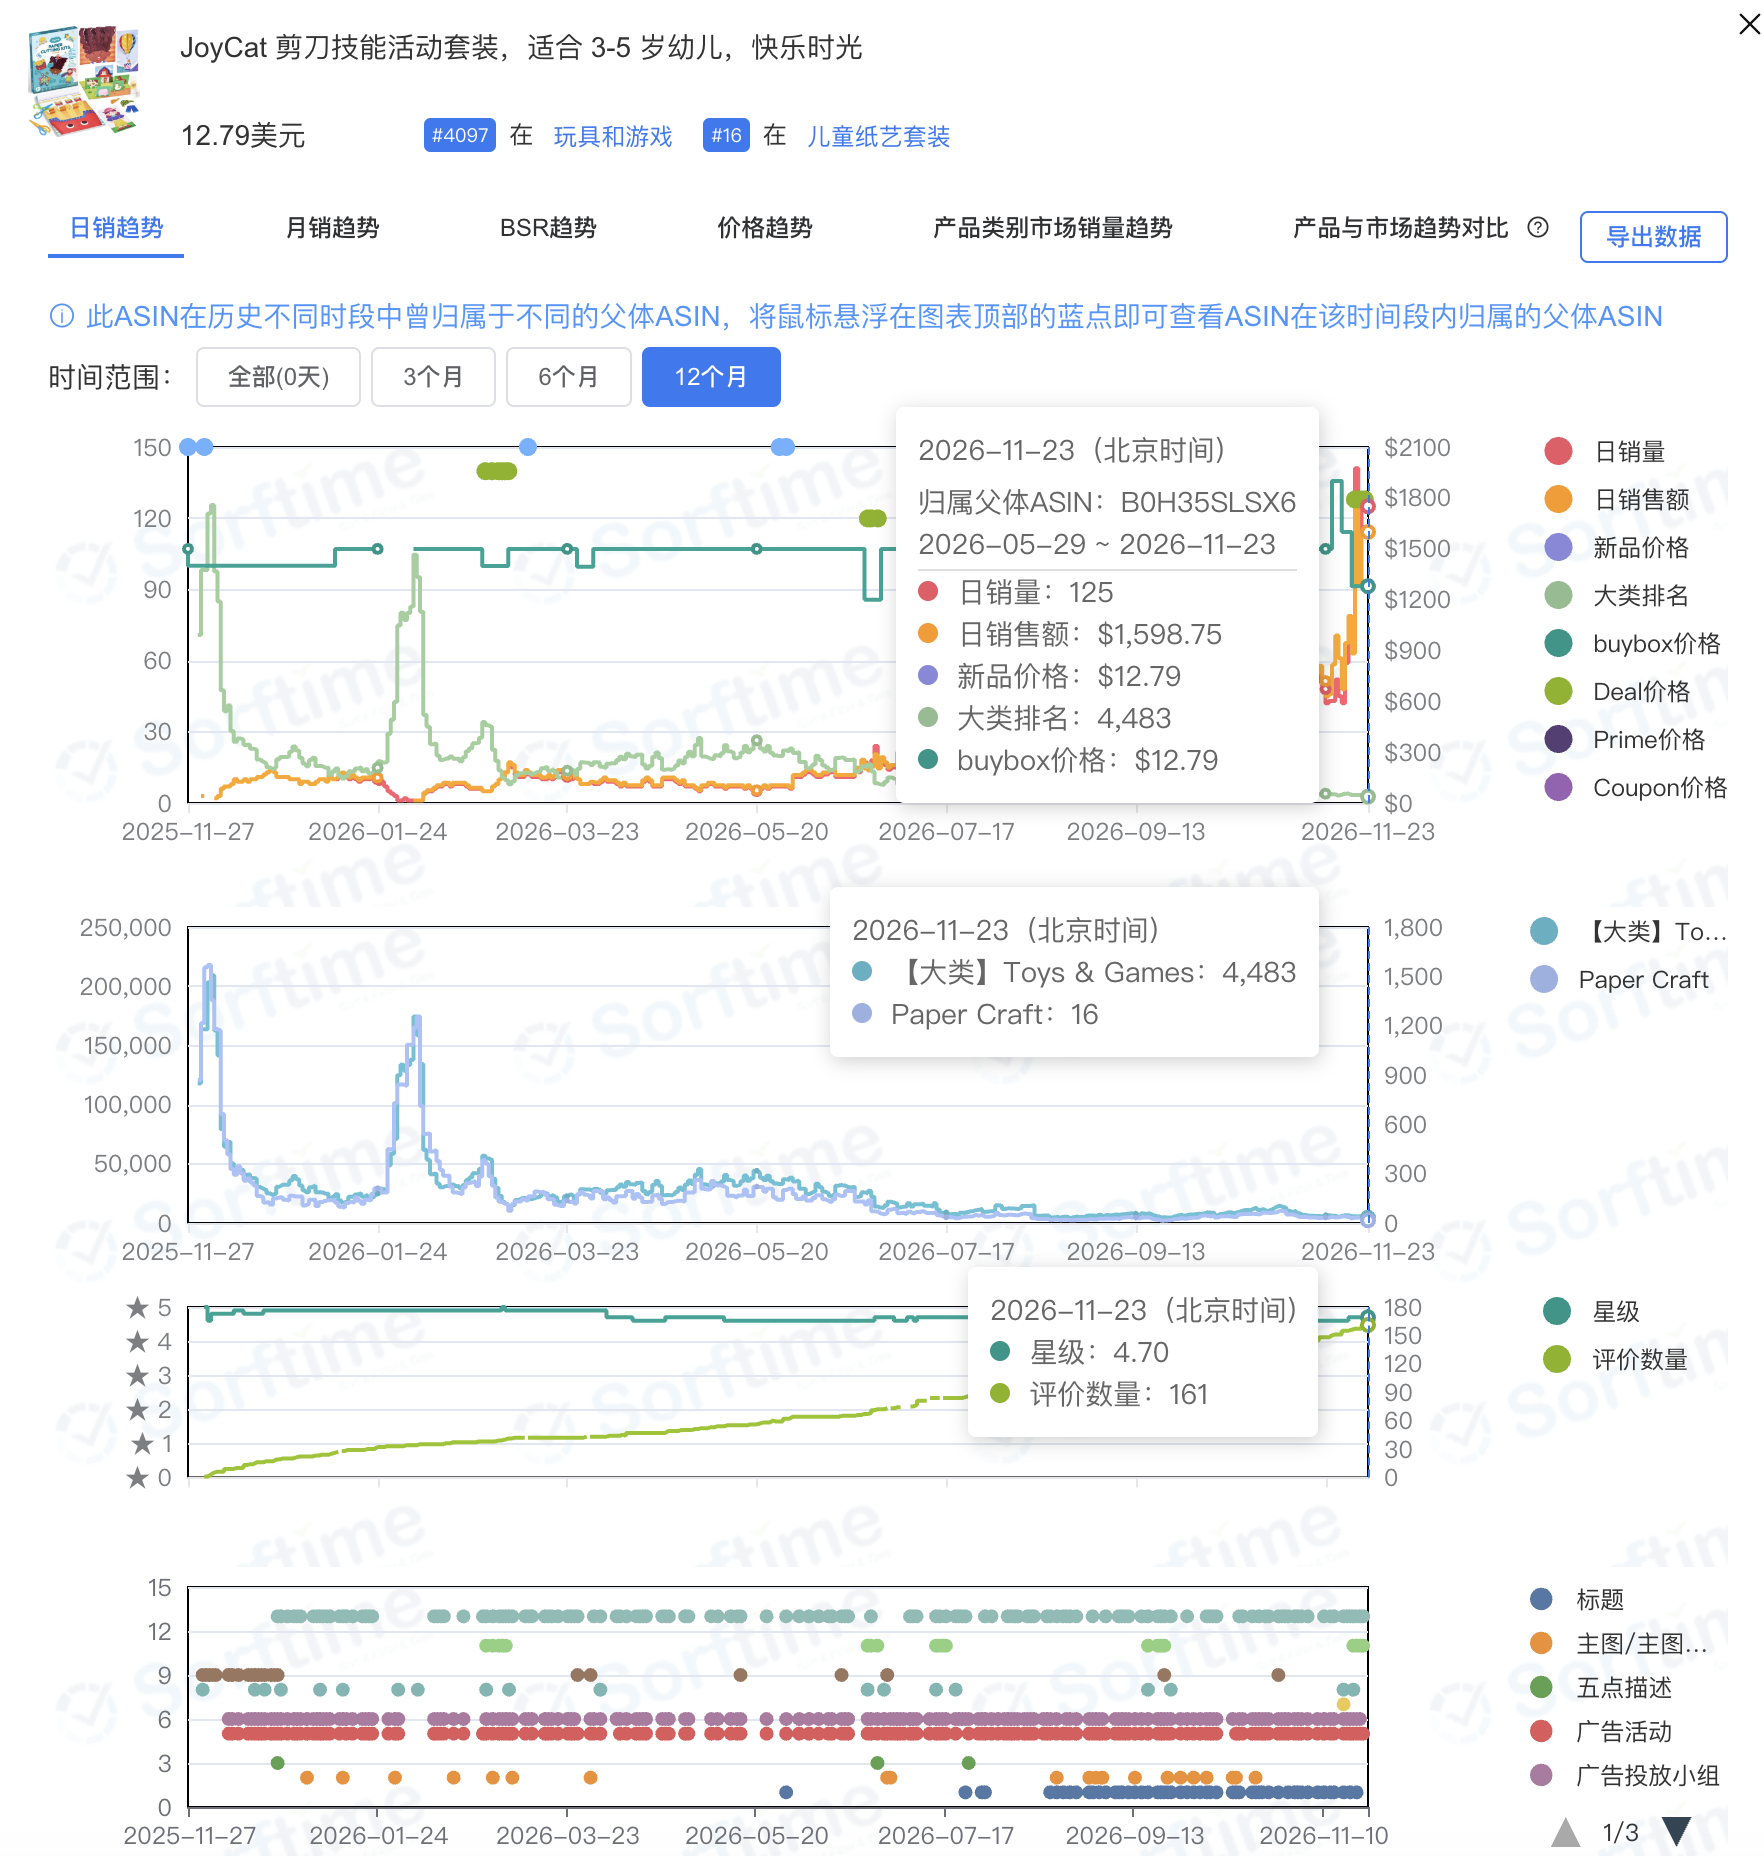 JoyCat 剪刀技能活动套装，适合 3-5 岁幼儿，快乐时光
12.79美元
#4097 在 玩具和游戏 #16 在 儿童纸艺套装
日销趋势 月销趋势 BSR趋势 价格趋势 产品类别市场销量趋势 产品与市场趋势对比 导出数据
此ASIN在历史不同时段中曾归属于不同的父体ASIN，将鼠标悬浮在图表顶部的蓝点即可查看ASIN在该时间段内归属的父体ASIN
时间范围： 全部(0天) 3个月 6个月 12个月
150
120
90
60
30
0
2026-11-23（北京时间）
归属父体ASIN：B0H35SLSX6
2026-05-29 ~ 2026-11-23
日销量：125
日销售额：$1,598.75
新品价格：$12.79
大类排名：4,483
buybox价格：$12.79
$2100
$1800
$1500
$1200
$900
$600
$300
$0
日销量
日销售额
新品价格
大类排名
buybox价格
Deal价格
Prime价格
Coupon价格
2025-11-27 2026-01-24 2026-03-23 2026-05-20 2026-07-17 2026-09-13 2026-11-23
250,000
200,000
150,000
100,000
50,000
0
2026-11-23（北京时间）
【大类】Toys & Games：4,483
Paper Craft：16
1,800
1,500
1,200
900
600
300
0
【大类】To...
Paper Craft
2025-11-27 2026-01-24 2026-03-23 2026-05-20 2026-07-17 2026-09-13 2026-11-23
★ 5
★ 4
★ 3
★ 2
★ 1
★ 0
2026-11-23（北京时间）
星级：4.70
评价数量：161
180
150
120
90
60
30
0
星级
评价数量
15
12
9
6
3
0
标题
主图/主图...
五点描述
广告活动
广告投放小组
1/3
2025-11-27 2026-01-24 2026-03-23 2026-05-20 2026-07-17 2026-09-13 2026-11-10
Sorftime